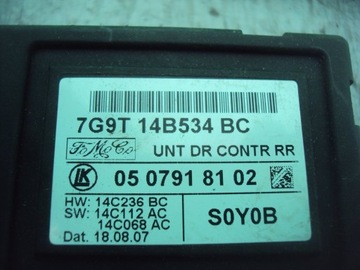 7G9T 14B534 BC
FoMoCo UNT DR CONTR RR
LK 05 0791 81 02
HW: 14C236 BC
SW: 14C112 AC
14C068 AC
Dat. 18.08.07
S0Y0B